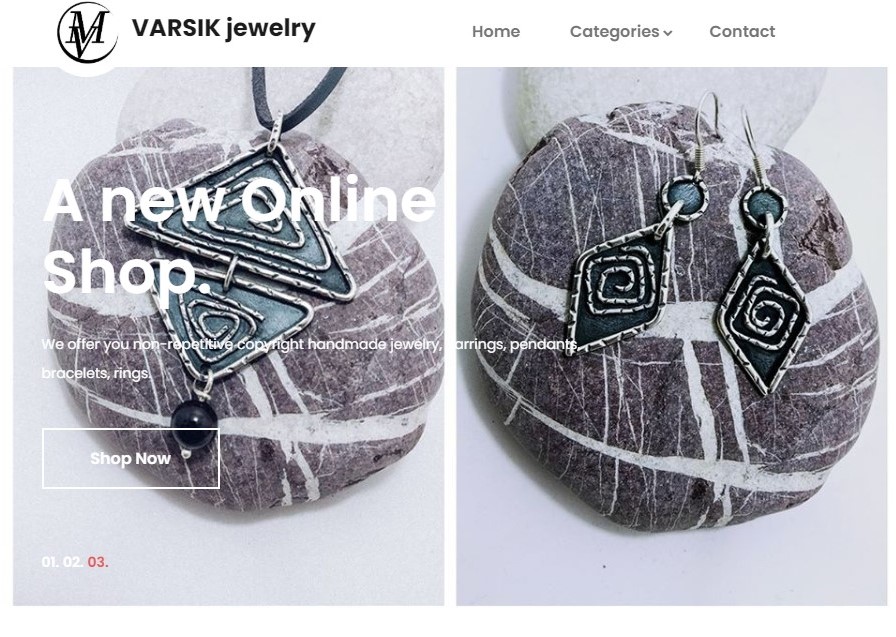 VM
VARSIK jewelry
Home
Categories
Contact
A new Online
Shop.
We offer you non-repetitive copyright handmade jewelry, earrings, pendants,
bracelets, rings.
Shop Now
01. 02. 03.